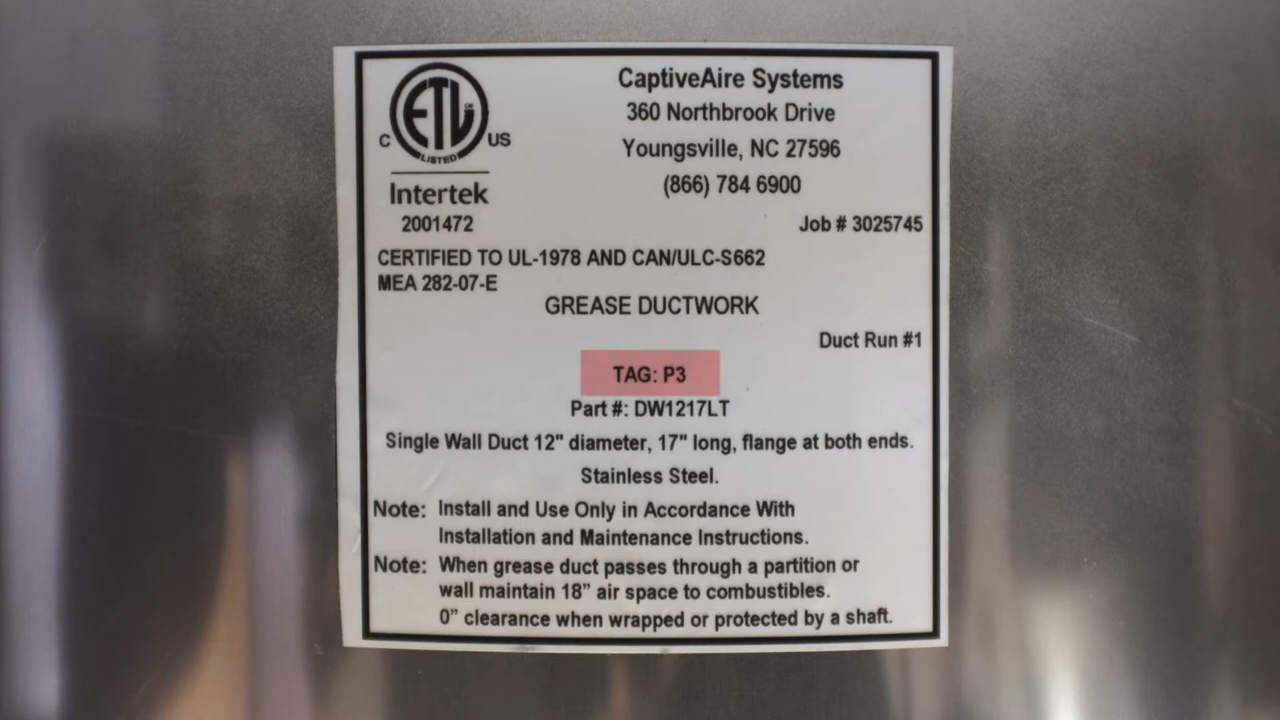 ETL CM
LISTED
C US
Intertek
2001472
CaptiveAire Systems
360 Northbrook Drive
Youngsville, NC 27596
(866) 784 6900
Job # 3025745
CERTIFIED TO UL-1978 AND CAN/ULC-S662
MEA 282-07-E
GREASE DUCTWORK
Duct Run #1
TAG: P3
Part #: DW1217LT
Single Wall Duct 12" diameter, 17" long, flange at both ends.
Stainless Steel.
Note: Install and Use Only in Accordance With
Installation and Maintenance Instructions.
Note: When grease duct passes through a partition or
wall maintain 18” air space to combustibles.
0” clearance when wrapped or protected by a shaft.